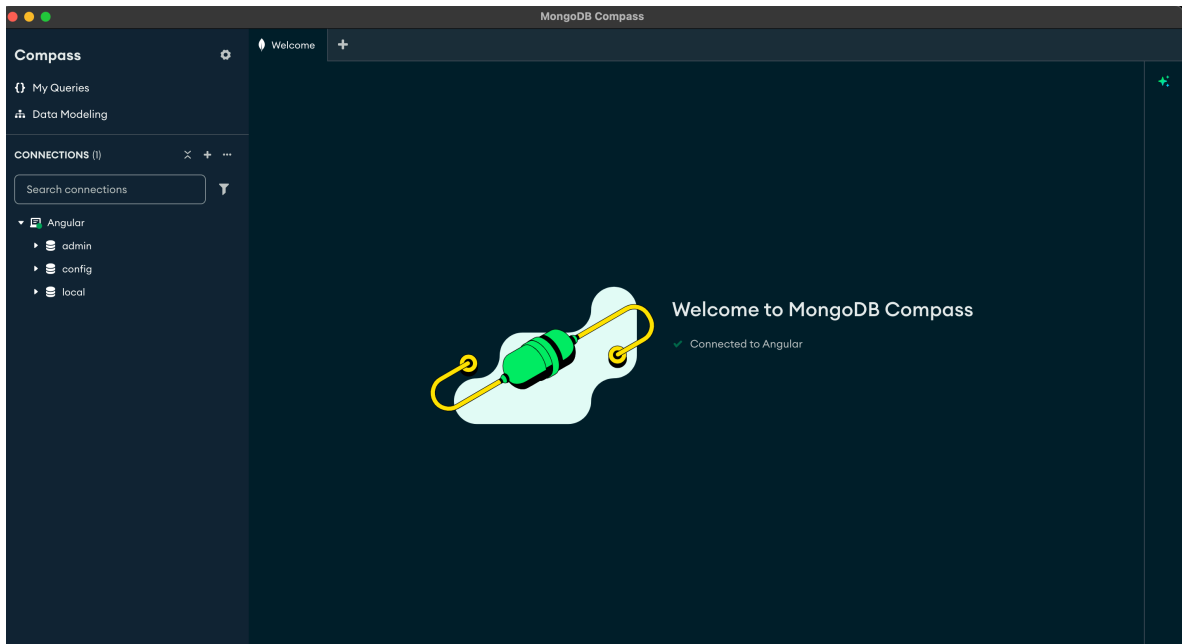 MongoDB Compass
Compass
Welcome
My Queries
Data Modeling
CONNECTIONS (1)
Search connections
Angular
admin
config
local
Welcome to MongoDB Compass
Connected to Angular